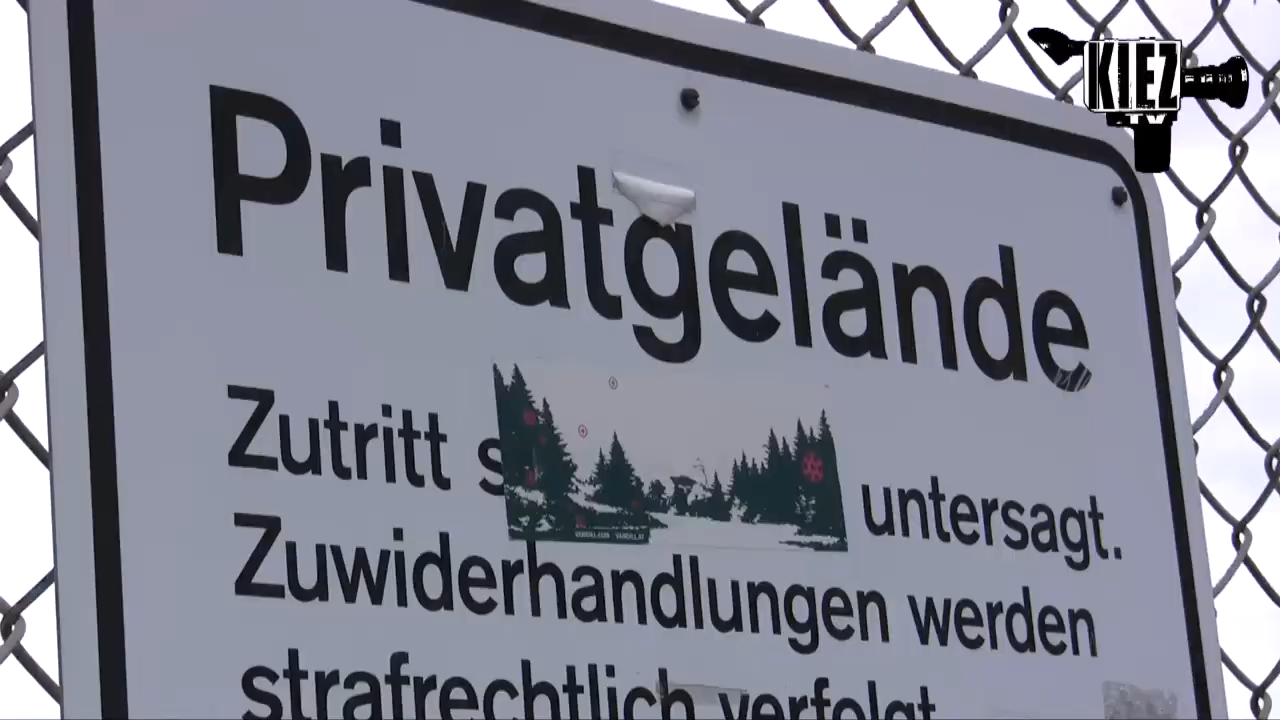 KIEZ
TV
Privatgelände
Zutritt s untersagt.
Zuwiderhandlungen werden
strafrechtlich verfolgt